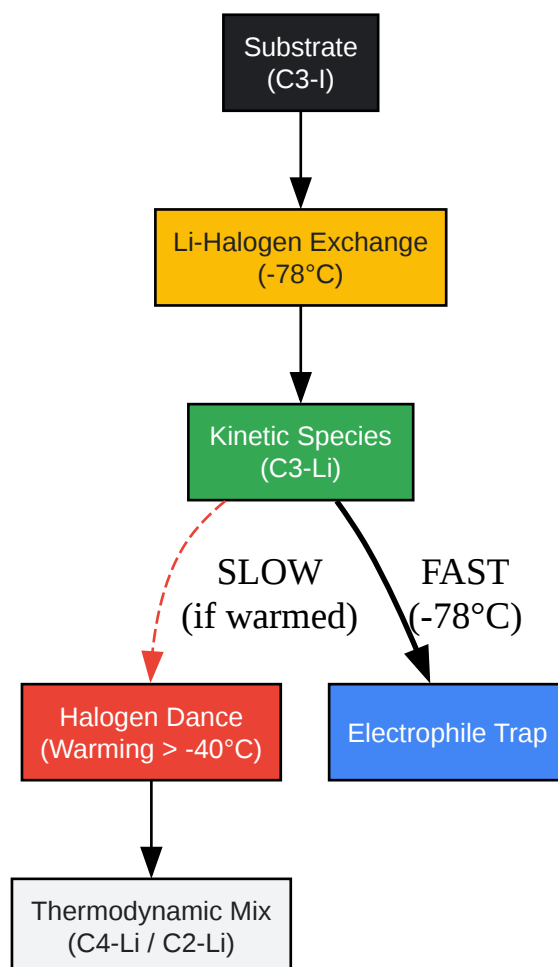 Substrate
(C3-I)
Li-Halogen Exchange
(-78°C)
Kinetic Species
(C3-Li)
SLOW
(if warmed)
FAST
(-78°C)
Halogen Dance
(Warming > -40°C)
Electrophile Trap
Thermodynamic Mix
(C4-Li / C2-Li)